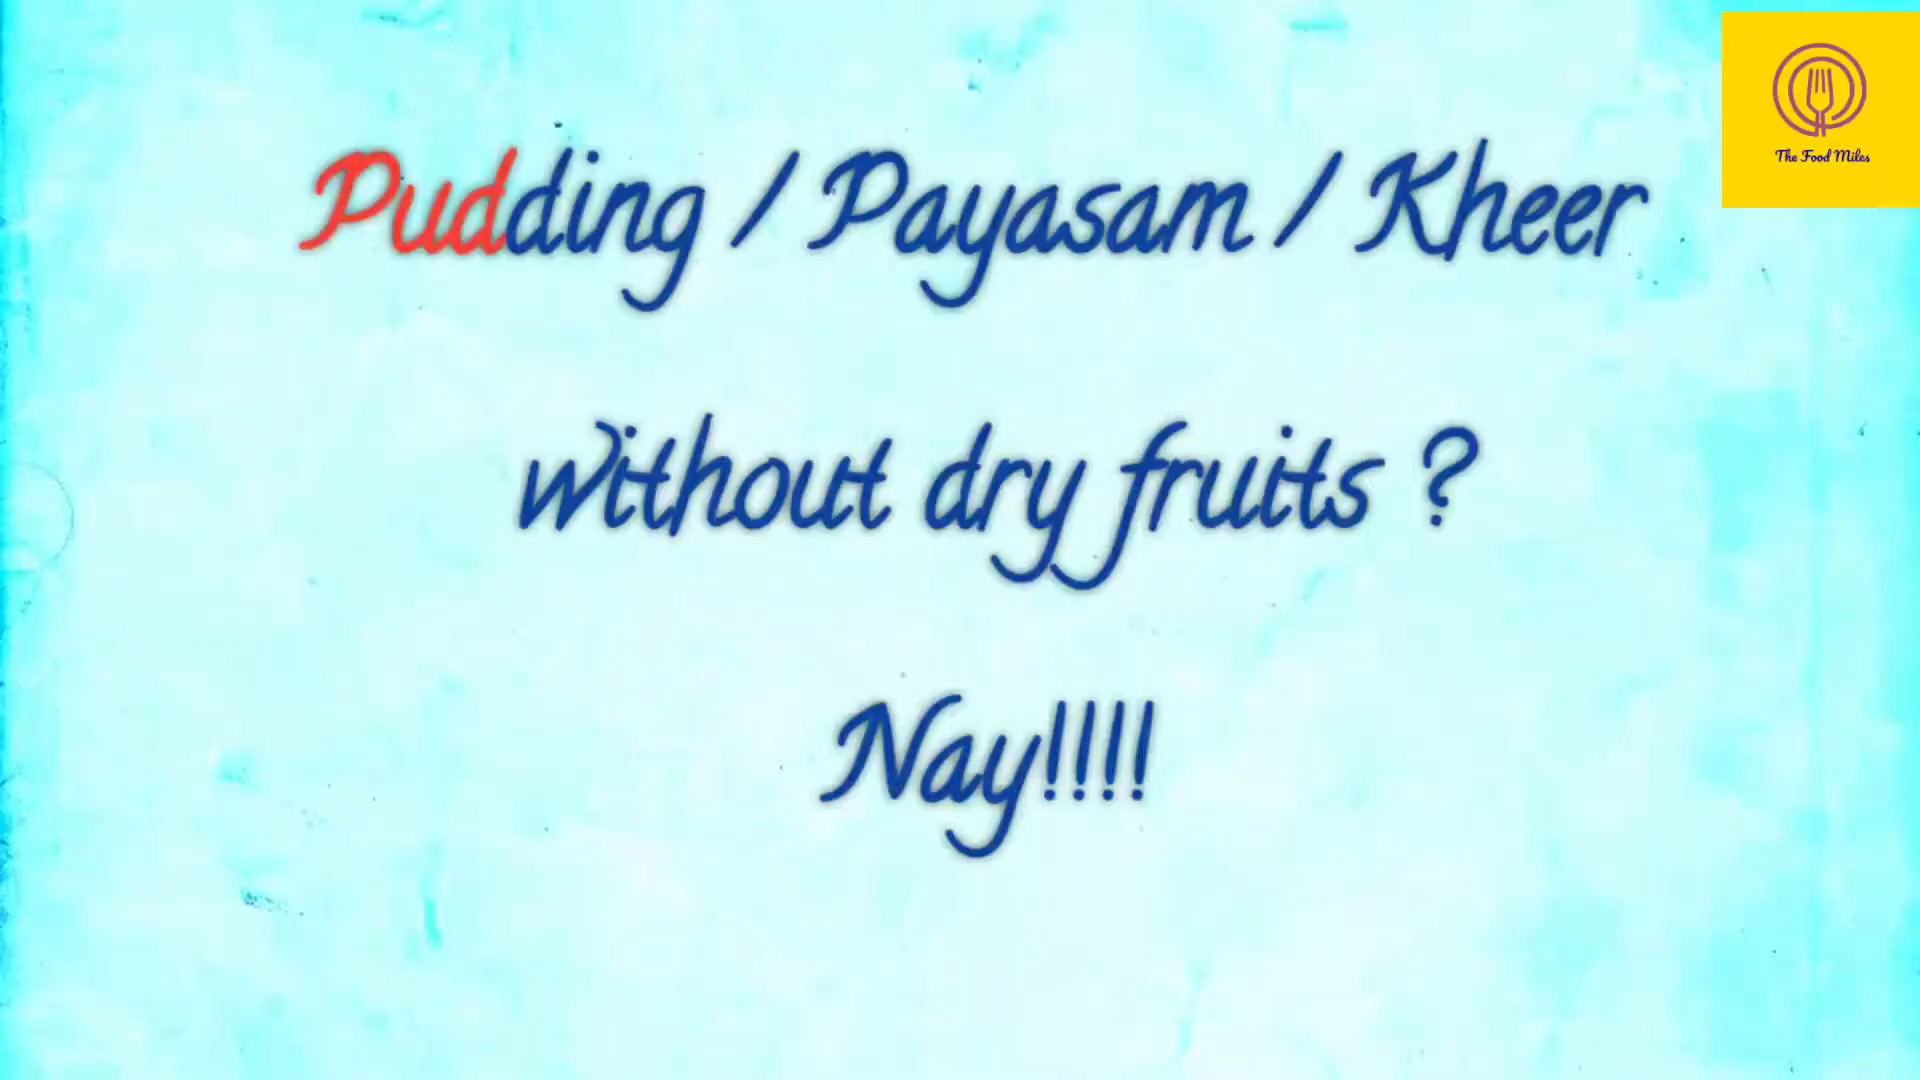 The Food Miles
Pudding / Payasam / Kheer
without dry fruits ?
Nay!!!!